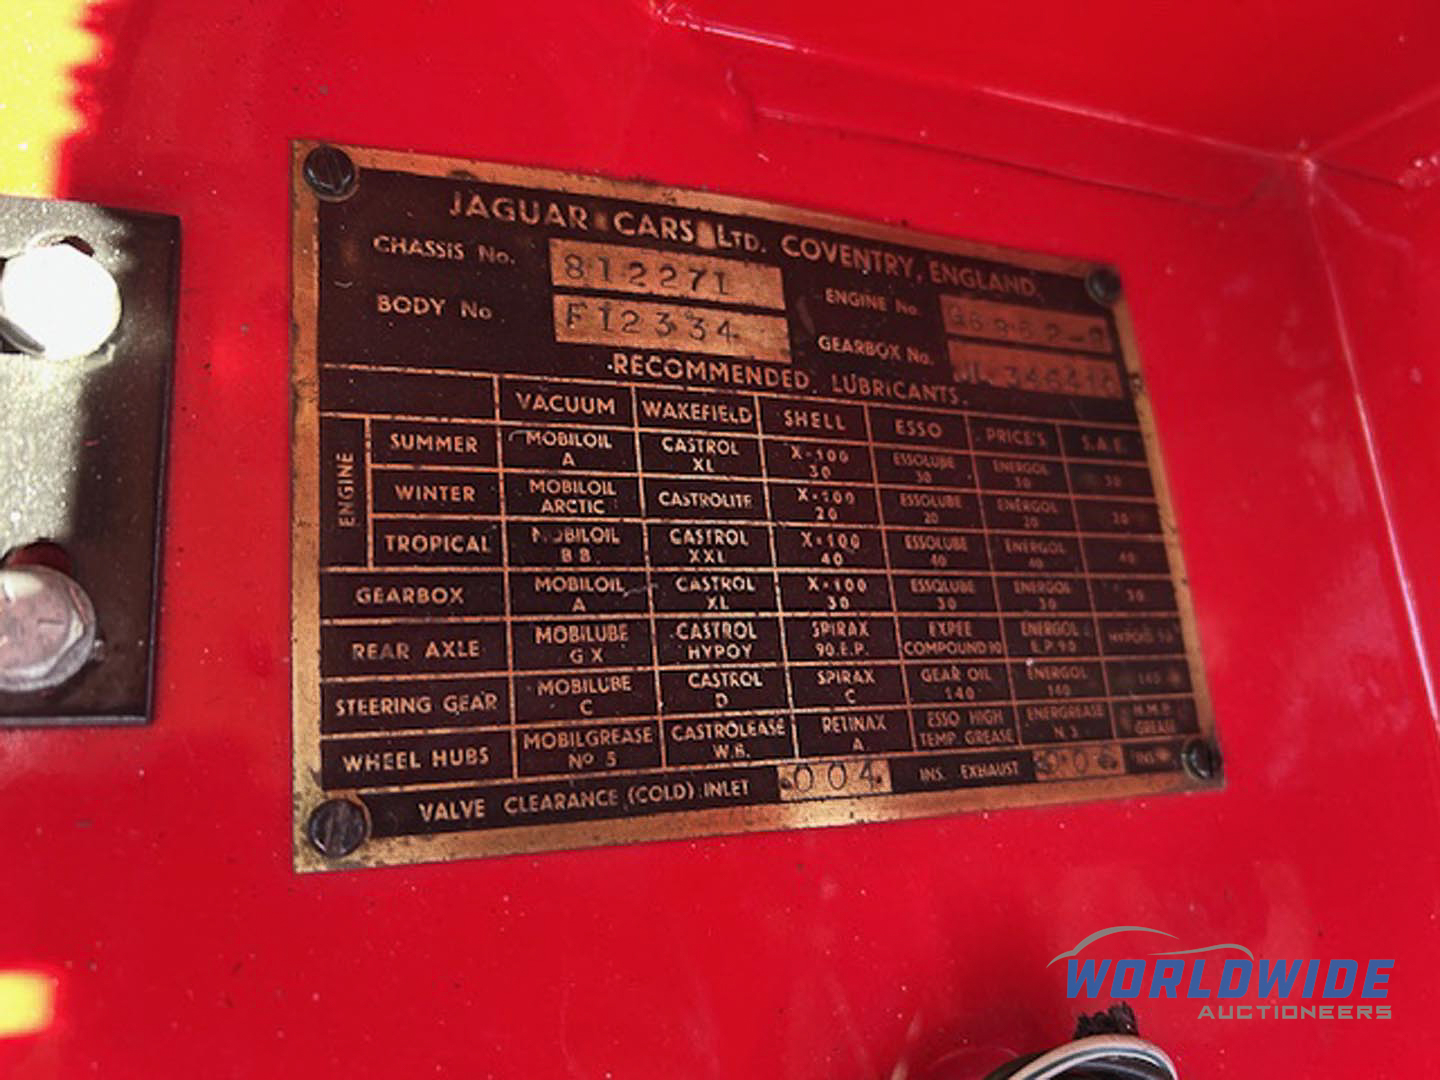 JAGUAR CARS LTD. COVENTRY, ENGLAND.
CHASSIS No. 812271 ENGINE No.
BODY No F12334 GEARBOX No.
RECOMMENDED LUBRICANTS.
VACUUM WAKEFIELD SHELL ESSO PRICE'S S.A.E.
ENGINE
SUMMER MOBILOIL A CASTROL XL X-100 30 ESSOLUBE 30 ENERGOL 30 30
WINTER MOBILOIL ARCTIC CASTROLITE X-100 20 ESSOLUBE 20 ENERGOL 20 20
TROPICAL MOBILOIL BB CASTROL XXL X-100 40 ESSOLUBE 40 ENERGOL 40 40
GEARBOX MOBILOIL A CASTROL XL X-100 30 ESSOLUBE 30 ENERGOL 30 30
REAR AXLE MOBILUBE GX CASTROL HYPOY SPIRAX 90.E.P. EXPEE COMPOUND 90 ENERGOL E.P.90 HYPOID 90
STEERING GEAR MOBILUBE C CASTROL D SPIRAX C GEAR OIL 140 ENERGOL 140 140
WHEEL HUBS MOBILGREASE No 5 CASTROLEASE W.B. RETINAX A ESSO HIGH TEMP. GREASE ENERGREASE N.3 H.M.P. GREASE
VALVE CLEARANCE (COLD) INLET .004 INS. EXHAUST INS
WORLDWIDE
AUCTIONEERS